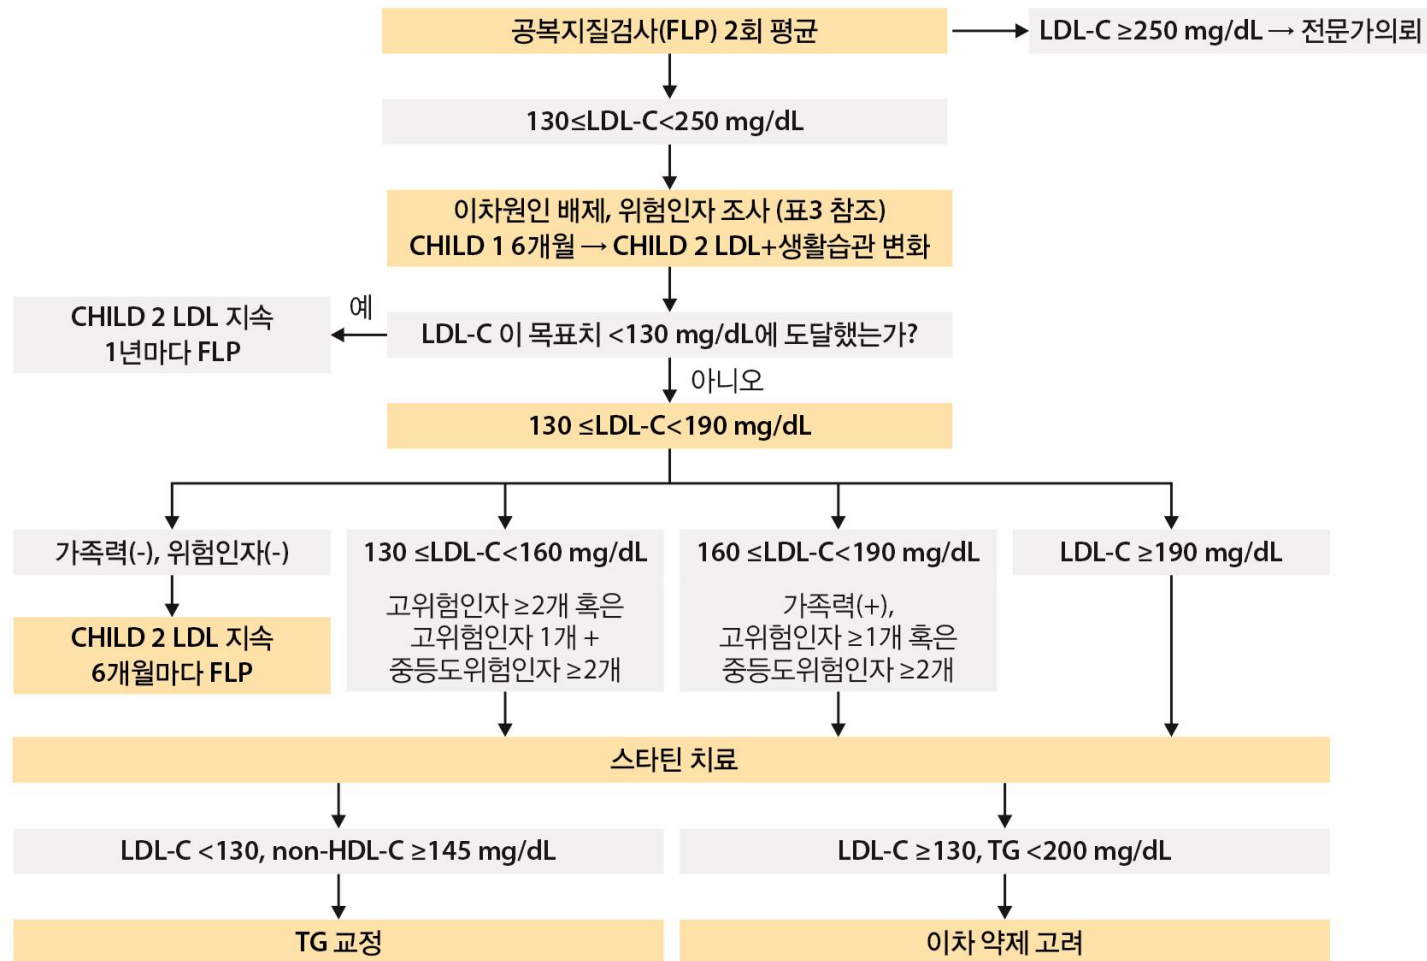 공복지질검사(FLP) 2회 평균
LDL-C ≥250 mg/dL → 전문가의뢰
130≤LDL-C<250 mg/dL
이차원인 배제, 위험인자 조사 (표3 참조)
CHILD 1 6개월 → CHILD 2 LDL+생활습관 변화
예
CHILD 2 LDL 지속
1년마다 FLP
LDL-C 이 목표치 <130 mg/dL에 도달했는가?
아니오
130 ≤LDL-C<190 mg/dL
가족력(-), 위험인자(-)
CHILD 2 LDL 지속
6개월마다 FLP
130 ≤LDL-C<160 mg/dL
고위험인자 ≥2개 혹은
고위험인자 1개 +
중등도위험인자 ≥2개
160 ≤LDL-C<190 mg/dL
가족력(+),
고위험인자 ≥1개 혹은
중등도위험인자 ≥2개
LDL-C ≥190 mg/dL
스타틴 치료
LDL-C <130, non-HDL-C ≥145 mg/dL
LDL-C ≥130, TG <200 mg/dL
TG 교정
이차 약제 고려